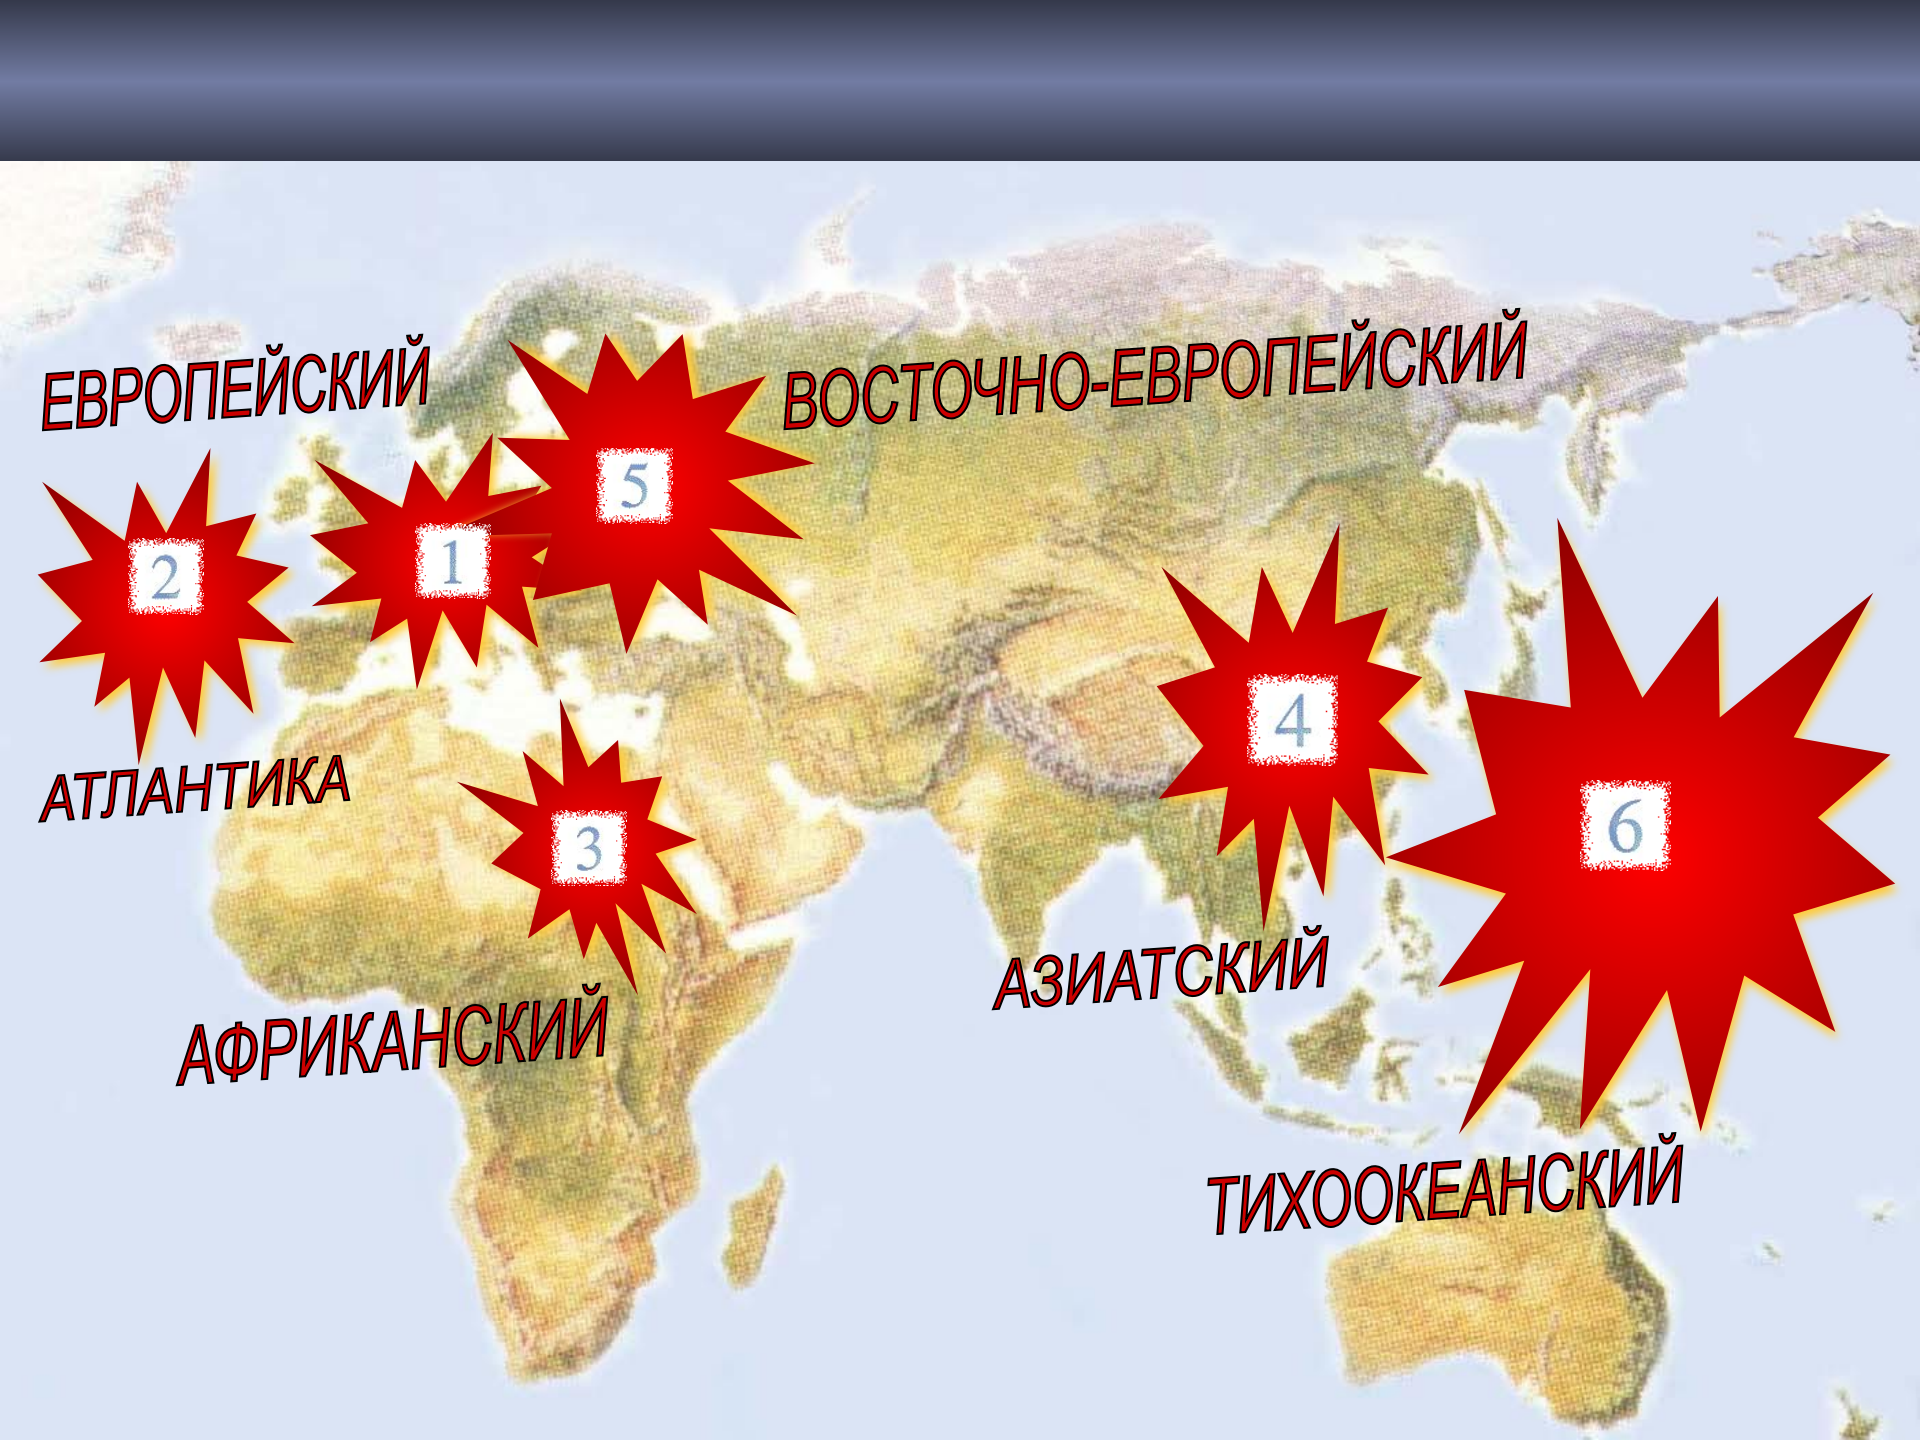 ЕВРОПЕЙСКИЙ
ВОСТОЧНО-ЕВРОПЕЙСКИЙ
5
1
2
4
АТЛАНТИКА
6
3
АЗИАТСКИЙ
АФРИКАНСКИЙ
ТИХООКЕАНСКИЙ